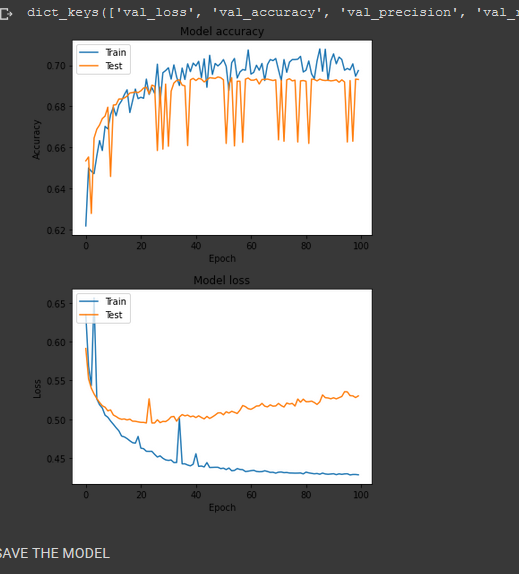 dict_keys(['val_loss', 'val_accuracy', 'val_precision', 'val_r
Model accuracy
Train
Test
0.70
0.68
0.66
0.64
0.62
Accuracy
0 20 40 60 80 100
Epoch
Model loss
Train
Test
0.65
0.60
0.55
0.50
0.45
Loss
0 20 40 60 80 100
Epoch
SAVE THE MODEL